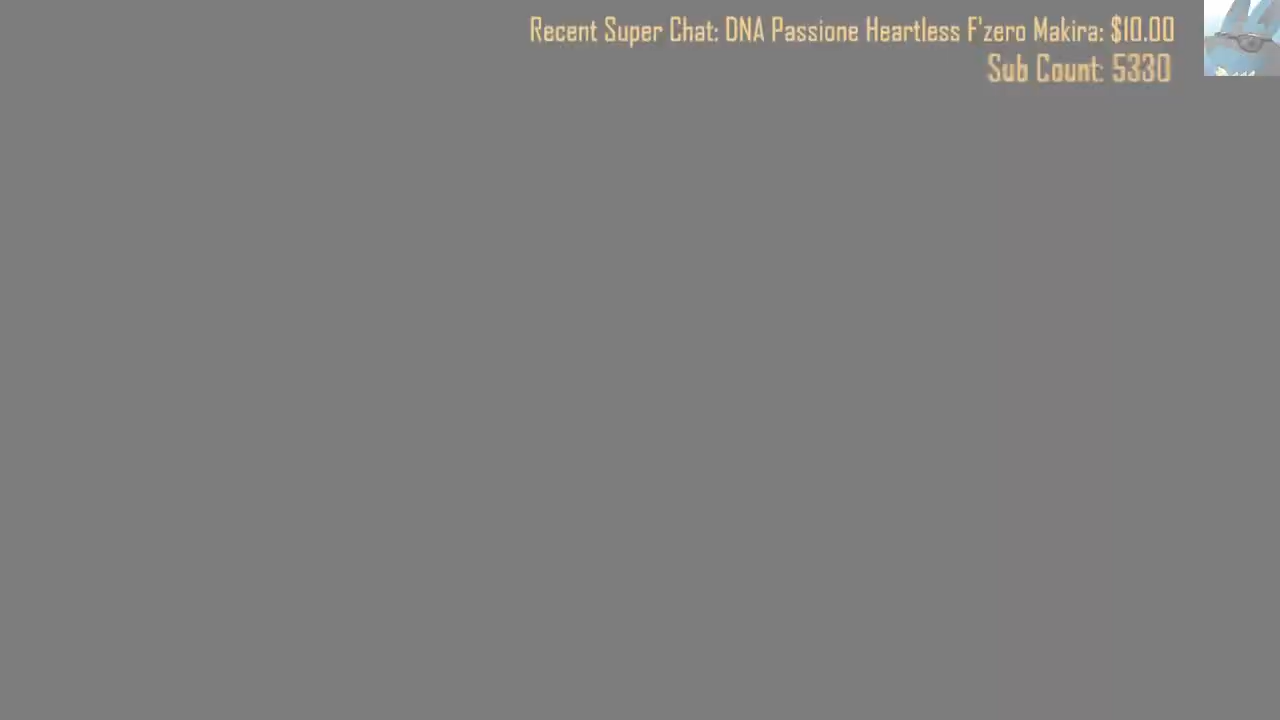 Recent Super Chat: DNA Passione Heartless F'zero Makira: $10.00
Sub Count: 5330